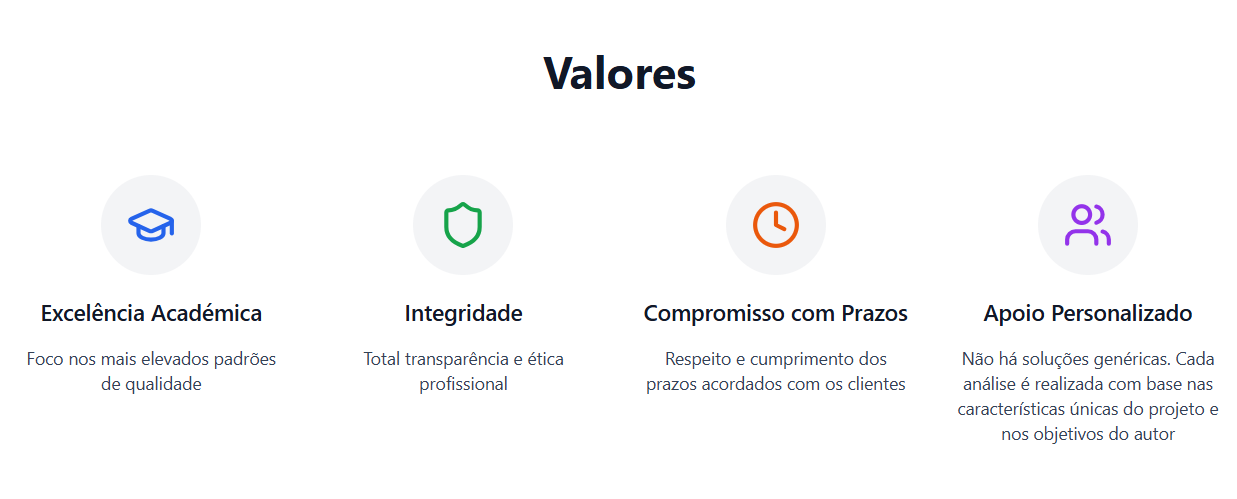 Valores
Excelência Académica
Foco nos mais elevados padrões
de qualidade
Integridade
Total transparência e ética
profissional
Compromisso com Prazos
Respeito e cumprimento dos
prazos acordados com os clientes
Apoio Personalizado
Não há soluções genéricas. Cada
análise é realizada com base nas
características únicas do projeto e
nos objetivos do autor